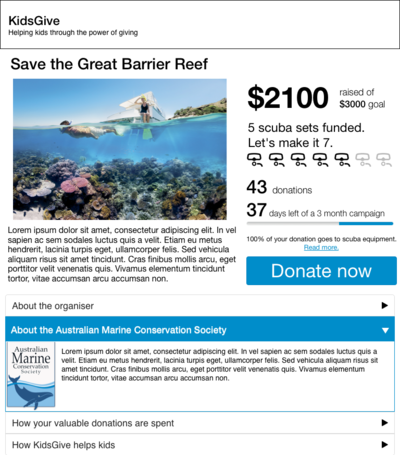 KidsGive
Helping kids through the power of giving
Save the Great Barrier Reef
$2100 raised of
$3000 goal
5 scuba sets funded.
Let's make it 7.
43 donations
37 days left of a 3 month campaign
100% of your donation goes to scuba equipment.
Read more.
Donate now
Lorem ipsum dolor sit amet, consectetur adipiscing elit. In vel
sapien ac sem sodales luctus quis a velit. Etiam eu metus
hendrerit, lacinia turpis eget, ullamcorper felis. Sed vehicula
aliquam risus sit amet tincidunt. Cras finibus mollis arcu, eget
porttitor velit venenatis quis. Vivamus elementum tincidunt
tortor, vitae accumsan arcu accumsan non.
About the organiser
About the Australian Marine Conservation Society
Australian
Marine
Conservation
Society
Lorem ipsum dolor sit amet, consectetur adipiscing elit. In vel sapien ac sem sodales luctus
quis a velit. Etiam eu metus hendrerit, lacinia turpis eget. Sed vehicula aliquam risus sit
amet tincidunt. Cras finibus mollis arcu, eget porttitor velit venenatis quis. Vivamus elementum
tincidunt tortor, vitae accumsan arcu accumsan non.
How your valuable donations are spent
How KidsGive helps kids